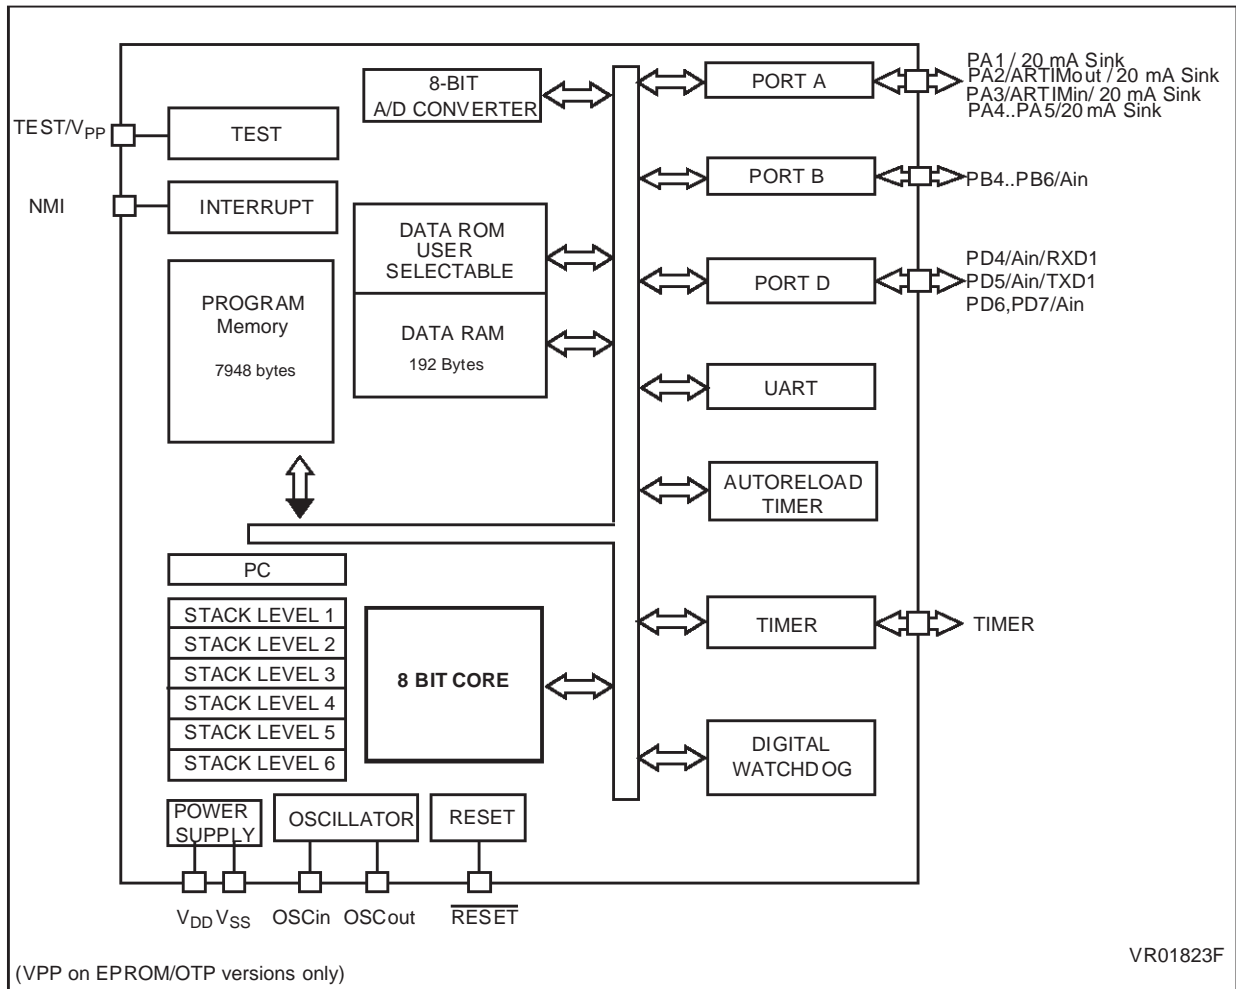 8-BIT
A/D CONVERTER
PORT A
PA1 / 20 mA Sink
PA2/ARTIMout / 20 mA Sink
PA3/ARTIMin/ 20 mA Sink
PA4..PA5/20 mA Sink
TEST/VPP
TEST
NMI
INTERRUPT
PORT B
PB4..PB6/Ain
DATA ROM
USER
SELECTABLE
PORT D
PD4/Ain/RXD1
PD5/Ain/TXD1
PD6,PD7/Ain
PROGRAM
Memory
7948 bytes
DATA RAM
192 Bytes
UART
AUTORELOAD
TIMER
PC
STACK LEVEL 1
STACK LEVEL 2
STACK LEVEL 3
STACK LEVEL 4
STACK LEVEL 5
STACK LEVEL 6
8 BIT CORE
TIMER
TIMER
DIGITAL
WATCHDOG
POWER
SUPPLY
OSCILLATOR
RESET
VDD VSS
OSCin
OSCout
RESET
(VPP on EPROM/OTP versions only)
VR01823F